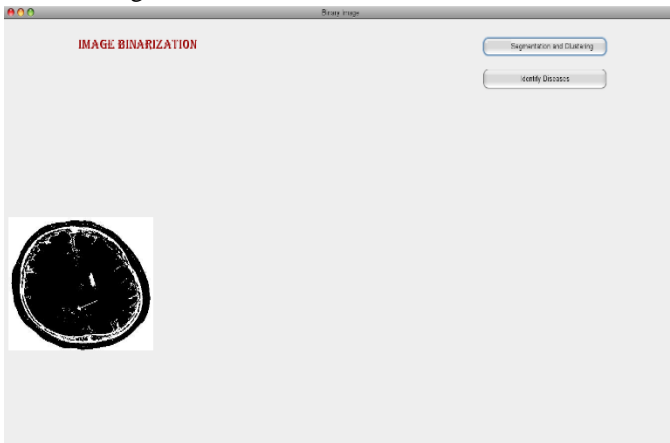 Binary Image
IMAGE BINARIZATION
Segmentation and Clustering
Identify Diseases